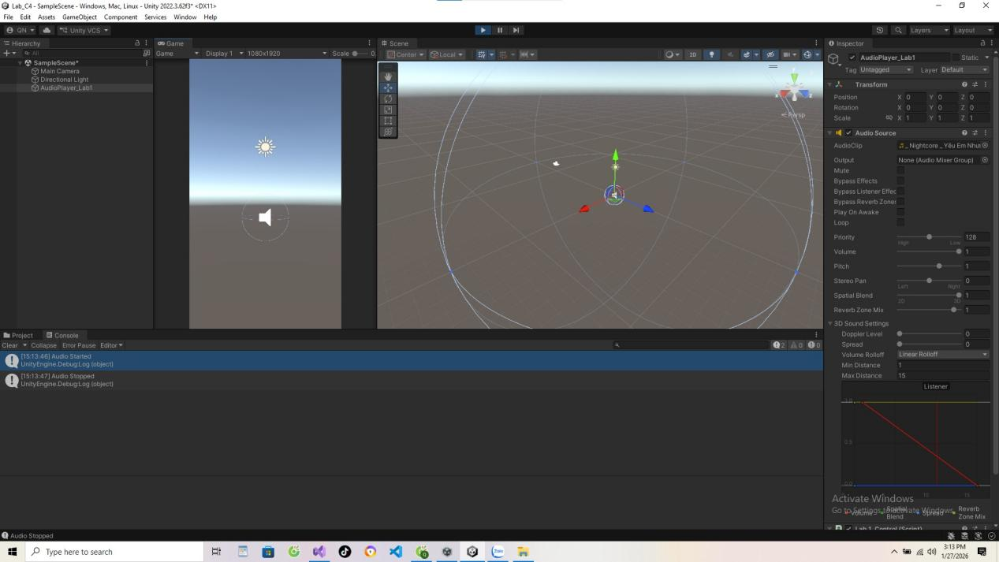 Lab_C4 - SampleScene - Windows, Mac, Linux - Unity 2022.3.62f3* <DX11>
File Edit Assets GameObject Component Services Window Help
QN Unity VCS Layers Layout
Hierarchy
All
SampleScene*
Main Camera
Directional Light
AudioPlayer_Lab1
Game
Game Display 1 1080x1920 Scale 0.
Scene
Center Local 2D
y
x
Persp
Inspector
AudioPlayer_Lab1 Static
Tag Untagged Layer Default
Transform
Position X 0 Y 0 Z 0
Rotation X 0 Y 0 Z 0
Scale X 1 Y 1 Z 1
Audio Source
AudioClip _ Nightcore _ Yêu Em Như
Output None (Audio Mixer Group)
Mute
Bypass Effects
Bypass Listener Effec
Bypass Reverb Zones
Play On Awake
Loop
Priority 128
High Low
Volume 1
Pitch 1
Stereo Pan 0
Left Right
Spatial Blend 1
2D 3D
Reverb Zone Mix 1
3D Sound Settings
Doppler Level 0
Spread 0
Volume Rolloff Linear Rolloff
Min Distance 1
Max Distance 15
Listener
1.0
0.5
0.0
10 15
Volume Spatial Blend Spread Reverb Zone Mix
Activate Windows
Go to Settings to activate Windows.
Lab 1_Control (Script)
Project Console
Clear Collapse Error Pause Editor 2 0 0
[15:13:46] Audio Started
UnityEngine.Debug:Log (object)
[15:13:47] Audio Stopped
UnityEngine.Debug:Log (object)
Audio Stopped
Type here to search
Zalo
3:13 PM
1/27/2026